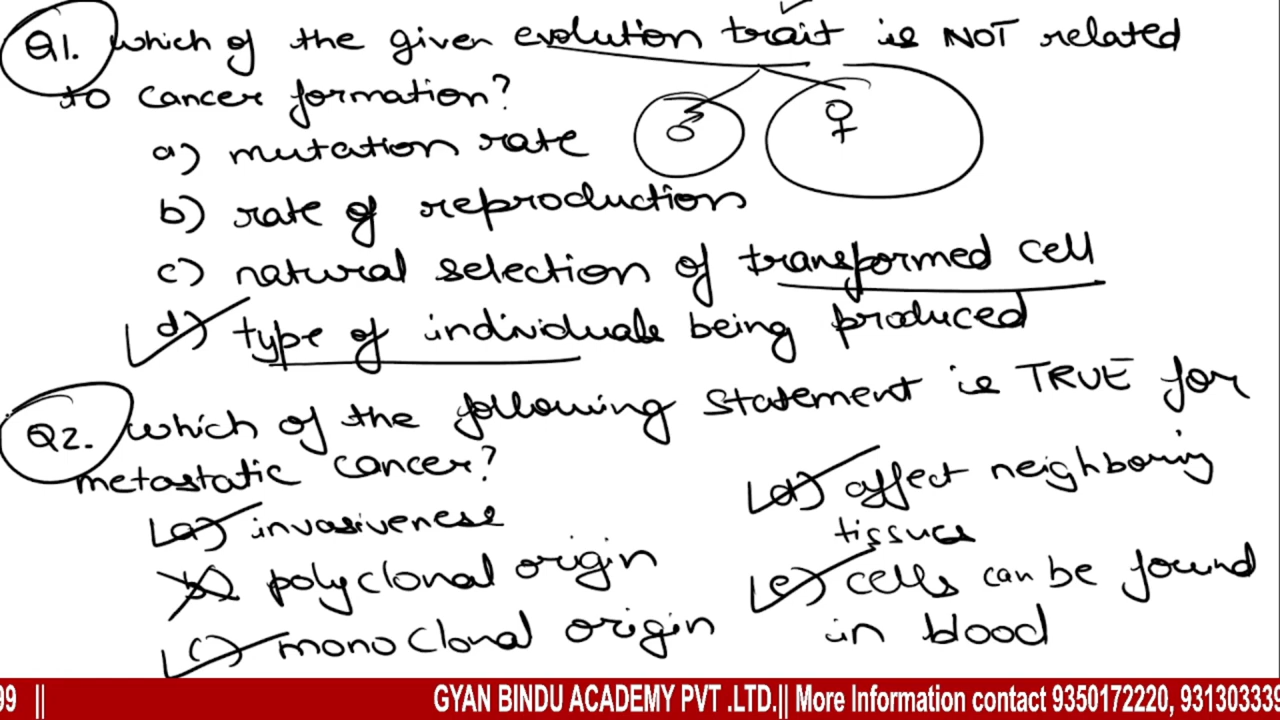 Q1. which of the given evolution trait is NOT related
to cancer formation?
a) mutation rate
b) rate of reproduction
c) natural selection of transformed cell
d) type of individuals being produced
Q2. which of the following statement is TRUE for
metastatic cancer?
a) invasiveness
b) polyclonal origin
c) monoclonal origin
d) affect neighboring
tissues
e) cells can be found
in blood
99 || GYAN BINDU ACADEMY PVT .LTD.|| More Information contact 9350172220, 931303339